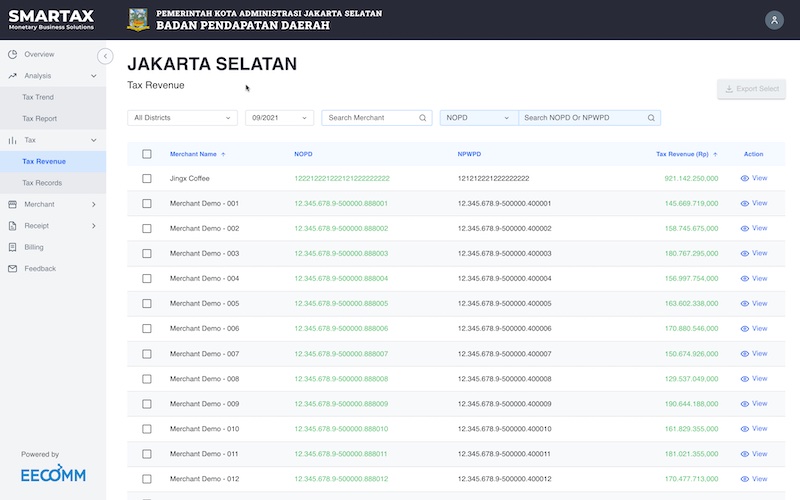 SMARTAX
Monetary Business Solutions
PEMERINTAH KOTA ADMINISTRASI JAKARTA SELATAN
BADAN PENDAPATAN DAERAH
Overview
Analysis
Tax Trend
Tax Report
Tax
Tax Revenue
Tax Records
Merchant
Receipt
Billing
Feedback
Powered by
EECOMM
JAKARTA SELATAN
Tax Revenue
Export Select
All Districts 09/2021 Search Merchant NOPD Search NOPD Or NPWPD
Merchant Name NOPD NPWPD Tax Revenue (Rp) Action
Jingx Coffee 921.142.250.000 View
Merchant Demo - 001 12.345.678.9-500000.888001 12.345.678.9-500000.400001 145.669.719,000 View
Merchant Demo - 002 12.345.678.9-500000.888002 12.345.678.9-500000.400002 158.745.675,000 View
Merchant Demo - 003 12.345.678.9-500000.888003 12.345.678.9-500000.400003 180.767.295,000 View
Merchant Demo - 004 12.345.678.9-500000.888004 12.345.678.9-500000.400004 156.997.754,000 View
Merchant Demo - 005 12.345.678.9-500000.888005 12.345.678.9-500000.400005 163.602.338,000 View
Merchant Demo - 006 12.345.678.9-500000.888006 12.345.678.9-500000.400006 170.880.546,000 View
Merchant Demo - 007 12.345.678.9-500000.888007 12.345.678.9-500000.400007 150.674.926,000 View
Merchant Demo - 008 12.345.678.9-500000.888008 12.345.678.9-500000.400008 129.537.049,000 View
Merchant Demo - 009 12.345.678.9-500000.888009 12.345.678.9-500000.400009 190.644.188,000 View
Merchant Demo - 010 12.345.678.9-500000.888010 12.345.678.9-500000.400010 161.829.355,000 View
Merchant Demo - 011 12.345.678.9-500000.888011 12.345.678.9-500000.400011 181.021.355,000 View
Merchant Demo - 012 12.345.678.9-500000.888012 12.345.678.9-500000.400012 170.477.713,000 View